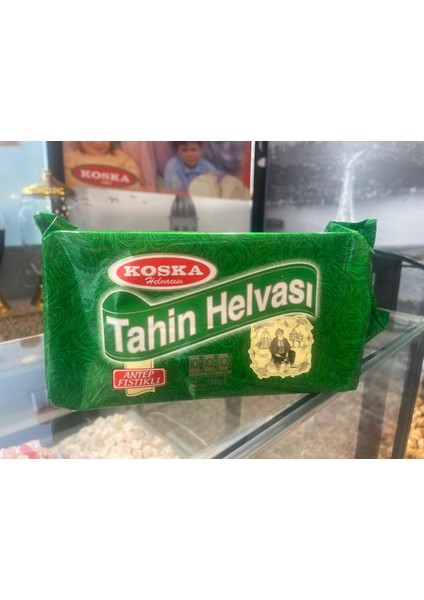 KOSKA
KOSKA
Helvacısı
Tahin Helvası
ANTEP
FISTIKLI